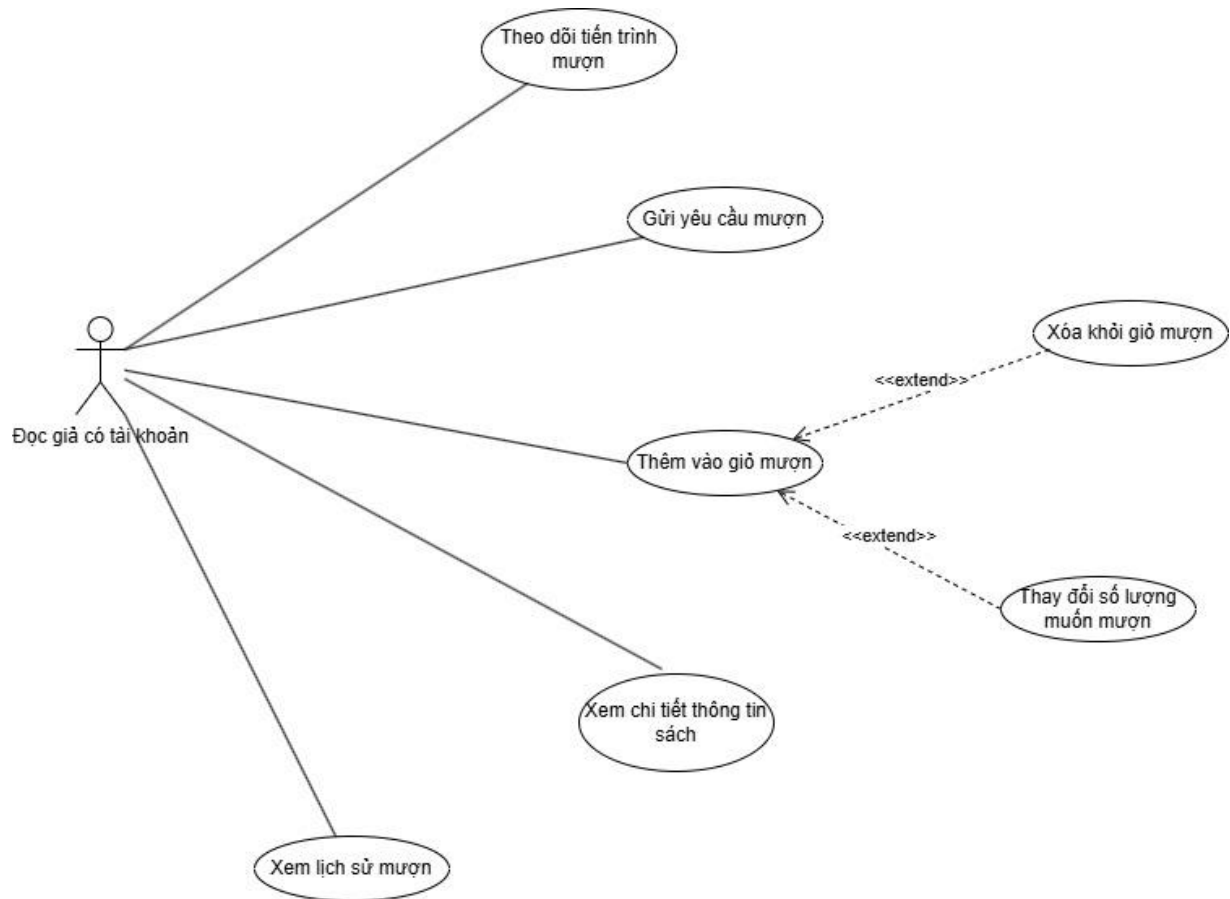 Theo dõi tiến trình
mượn
Gửi yêu cầu mượn
Xóa khỏi giỏ mượn
<<extend>>
Đọc giả có tài khoản
Thêm vào giỏ mượn
<<extend>>
Thay đổi số lượng
muốn mượn
Xem chi tiết thông tin
sách
Xem lịch sử mượn